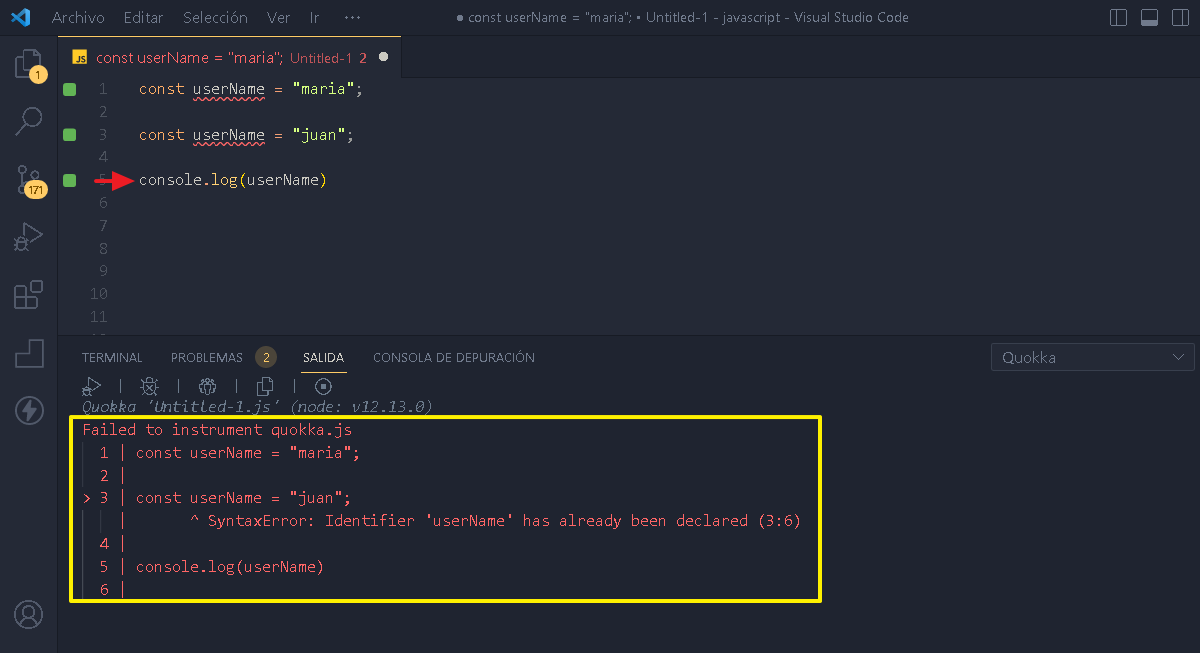 Archivo Editar Selección Ver Ir ··· ● const userName = "maria"; • Untitled-1 - javascript - Visual Studio Code
JS const userName = "maria"; Untitled-1 2 ●
1
1 const userName = "maria";
2
3 const userName = "juan";
4
5 console.log(userName)
171
6
7
8
9
10
11
TERMINAL PROBLEMAS 2 SALIDA CONSOLA DE DEPURACIÓN Quokka
Quokka 'Untitled-1.js' (node: v12.13.0)
Failed to instrument quokka.js
1 | const userName = "maria";
2 |
> 3 | const userName = "juan";
| ^ SyntaxError: Identifier 'userName' has already been declared (3:6)
4 |
5 | console.log(userName)
6 |